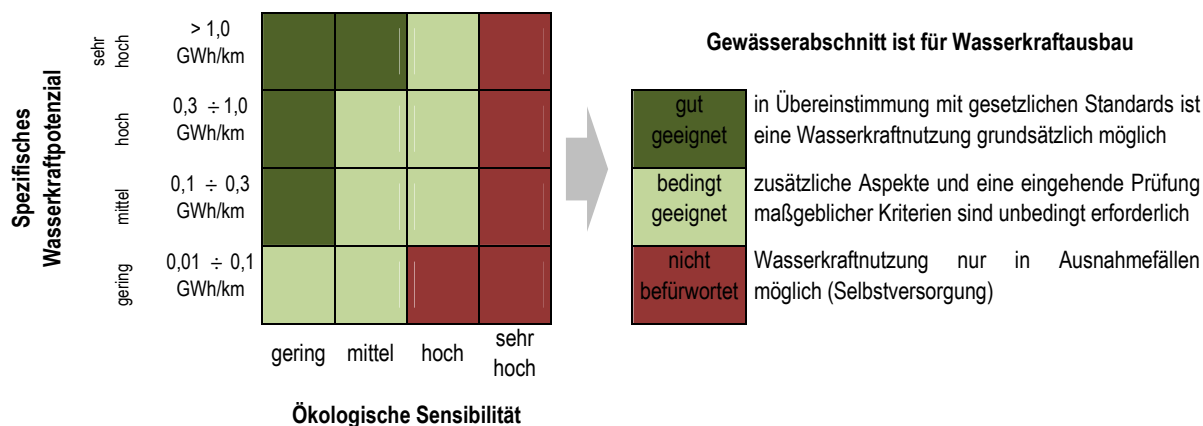 Spezifisches
Wasserkraftpotenzial
sehr
hoch
> 1,0
GWh/km
hoch
0,3 ÷ 1,0
GWh/km
mittel
0,1 ÷ 0,3
GWh/km
gering
0,01 ÷ 0,1
GWh/km
gering
mittel
hoch
sehr
hoch
Ökologische Sensibilität
Gewässerabschnitt ist für Wasserkraftausbau
gut
geeignet
in Übereinstimmung mit gesetzlichen Standards ist
eine Wasserkraftnutzung grundsätzlich möglich
bedingt
geeignet
zusätzliche Aspekte und eine eingehende Prüfung
maßgeblicher Kriterien sind unbedingt erforderlich
nicht
befürwortet
Wasserkraftnutzung nur in Ausnahmefällen
möglich (Selbstversorgung)